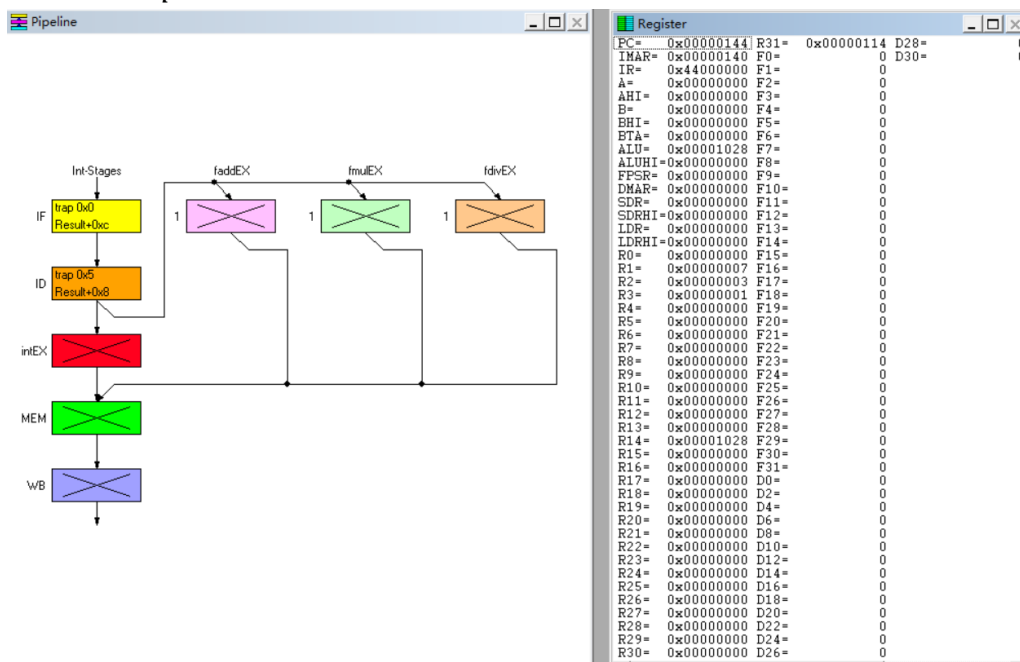 Pipeline
Int-Stages
faddEX
fmulEX
fdivEX
IF
trap 0x0
Result+0xc
1
1
1
ID
trap 0x5
Result+0x8
intEX
MEM
WB
Register
PC= 0x00000144 R31= 0x00000114 D28=
IMAR= 0x00000140 F0= 0 D30=
IR= 0x44000000 F1= 0
A= 0x00000000 F2= 0
AHI= 0x00000000 F3= 0
B= 0x00000000 F4= 0
BHI= 0x00000000 F5= 0
BTA= 0x00000000 F6= 0
ALU= 0x00001028 F7= 0
ALUHI=0x00000000 F8= 0
FPSR= 0x00000000 F9= 0
DMAR= 0x00000000 F10= 0
SDR= 0x00000000 F11= 0
SDRHI=0x00000000 F12= 0
LDR= 0x00000000 F13= 0
LDRHI=0x00000000 F14= 0
R0= 0x00000000 F15= 0
R1= 0x00000007 F16= 0
R2= 0x00000003 F17= 0
R3= 0x00000001 F18= 0
R4= 0x00000000 F19= 0
R5= 0x00000000 F20= 0
R6= 0x00000000 F21= 0
R7= 0x00000000 F22= 0
R8= 0x00000000 F23= 0
R9= 0x00000000 F24= 0
R10= 0x00000000 F25= 0
R11= 0x00000000 F26= 0
R12= 0x00000000 F27= 0
R13= 0x00000000 F28= 0
R14= 0x00001028 F29= 0
R15= 0x00000000 F30= 0
R16= 0x00000000 F31= 0
R17= 0x00000000 D0= 0
R18= 0x00000000 D2= 0
R19= 0x00000000 D4= 0
R20= 0x00000000 D6= 0
R21= 0x00000000 D8= 0
R22= 0x00000000 D10= 0
R23= 0x00000000 D12= 0
R24= 0x00000000 D14= 0
R25= 0x00000000 D16= 0
R26= 0x00000000 D18= 0
R27= 0x00000000 D20= 0
R28= 0x00000000 D22= 0
R29= 0x00000000 D24= 0
R30= 0x00000000 D26= 0